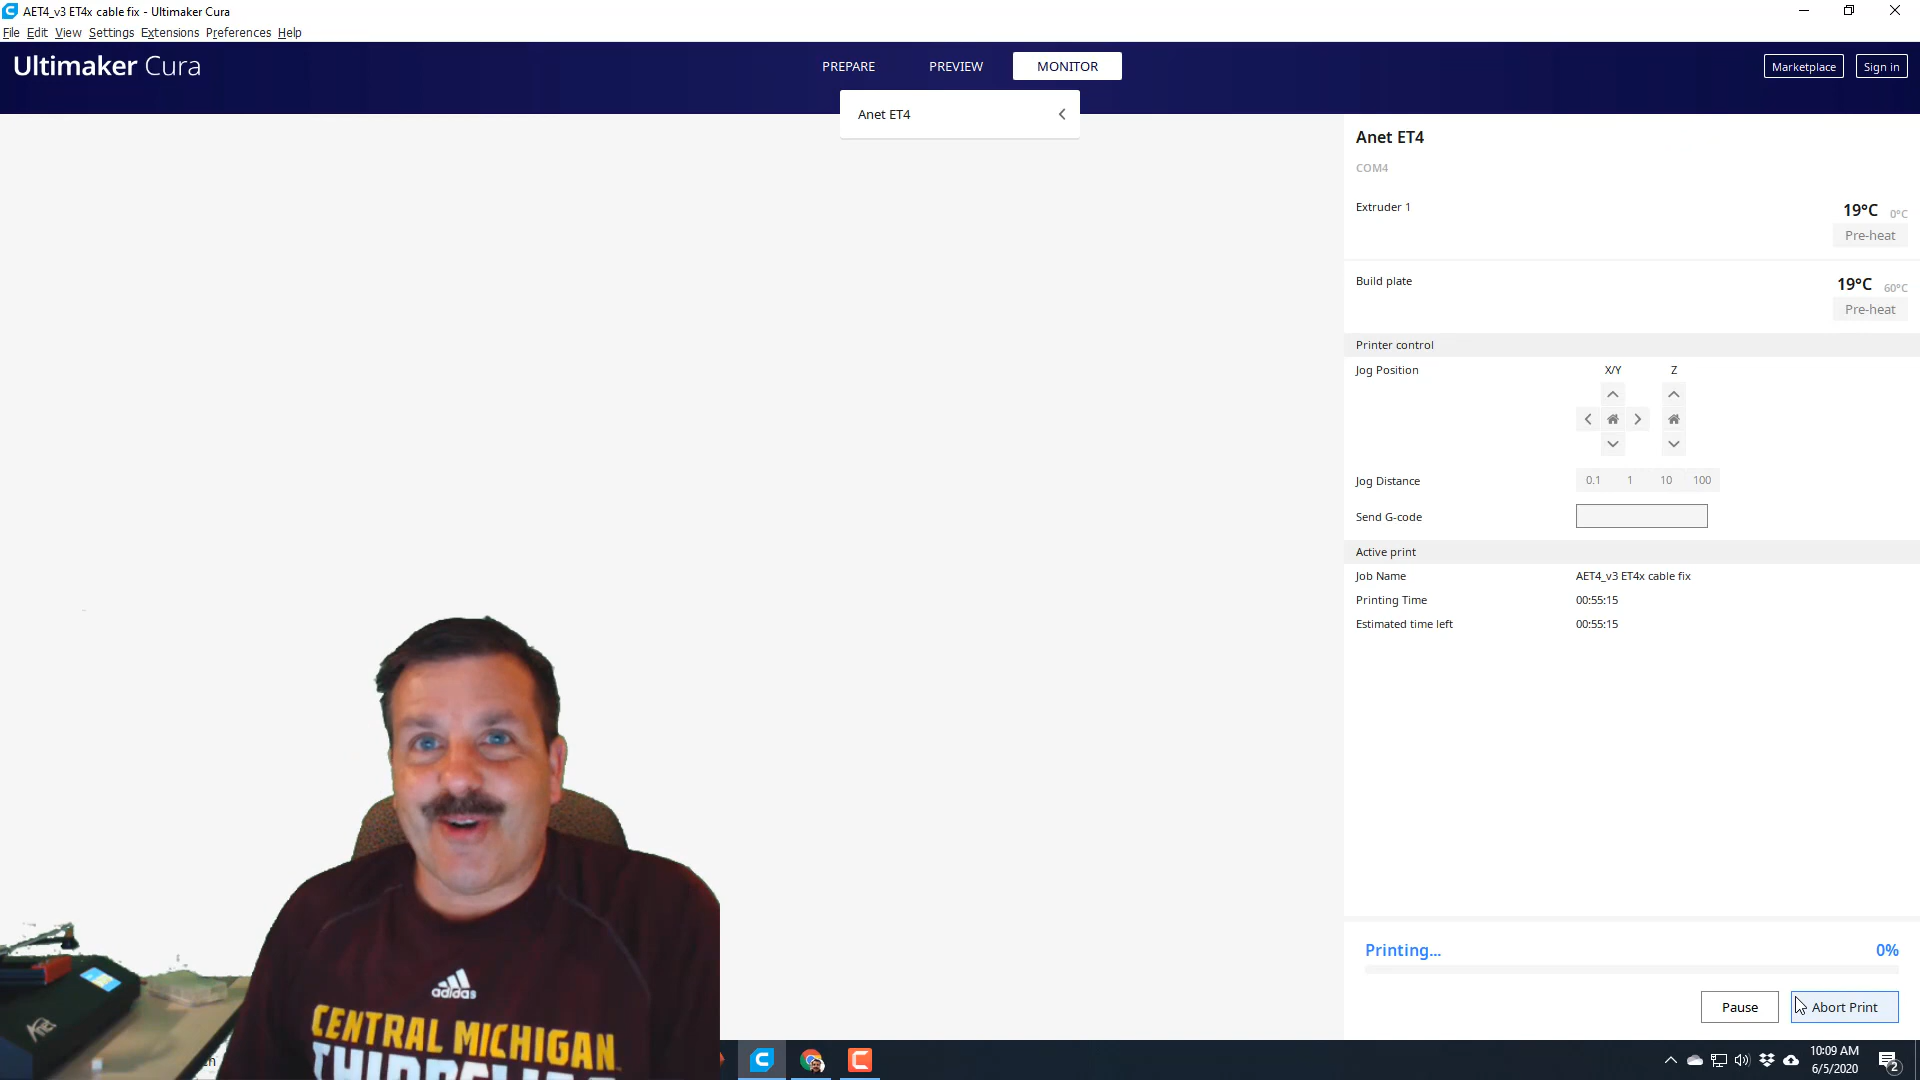 AET4_v3 ET4x cable fix - Ultimaker Cura
File Edit View Settings Extensions Preferences Help
Ultimaker Cura
PREPARE PREVIEW MONITOR
Marketplace Sign in
Anet ET4
Anet ET4
COM4
Extruder 1 19°C 0°C
Pre-heat
Build plate 19°C 60°C
Pre-heat
Printer control
Jog Position X/Y Z
Jog Distance 0.1 1 10 100
Send G-code
Active print
Job Name AET4_v3 ET4x cable fix
Printing Time 00:55:15
Estimated time left 00:55:15
Printing... 0%
Pause Abort Print
adidas
CENTRAL MICHIGAN
10:09 AM
6/5/2020
2